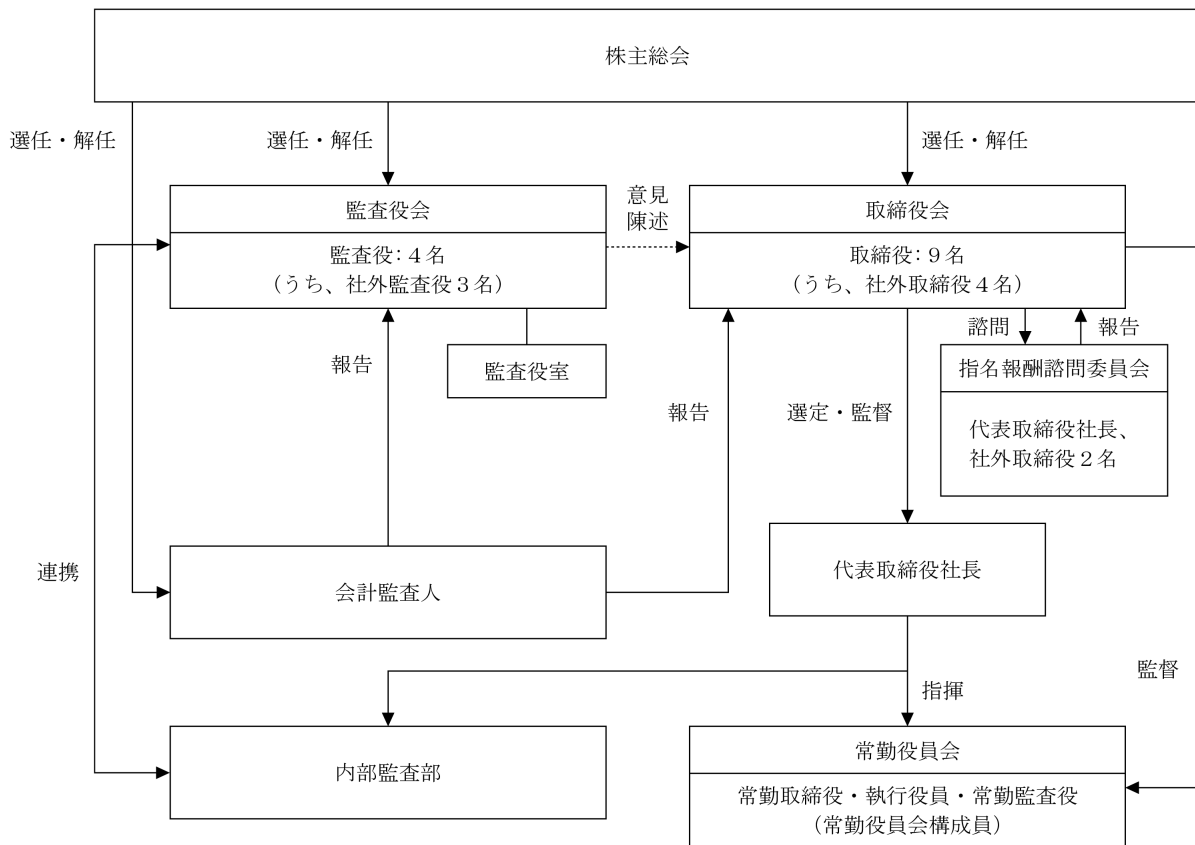 株主総会
選任・解任
選任・解任
選任・解任
監査役会
監査役：４名
（うち、社外監査役３名）
意見
陳述
取締役会
取締役：９名
（うち、社外取締役４名）
監査役室
報告
諮問
報告
指名報酬諮問委員会
代表取締役社長、
社外取締役２名
報告
選定・監督
連携
会計監査人
代表取締役社長
指揮
監督
内部監査部
常勤役員会
常勤取締役・執行役員・常勤監査役
（常勤役員会構成員）